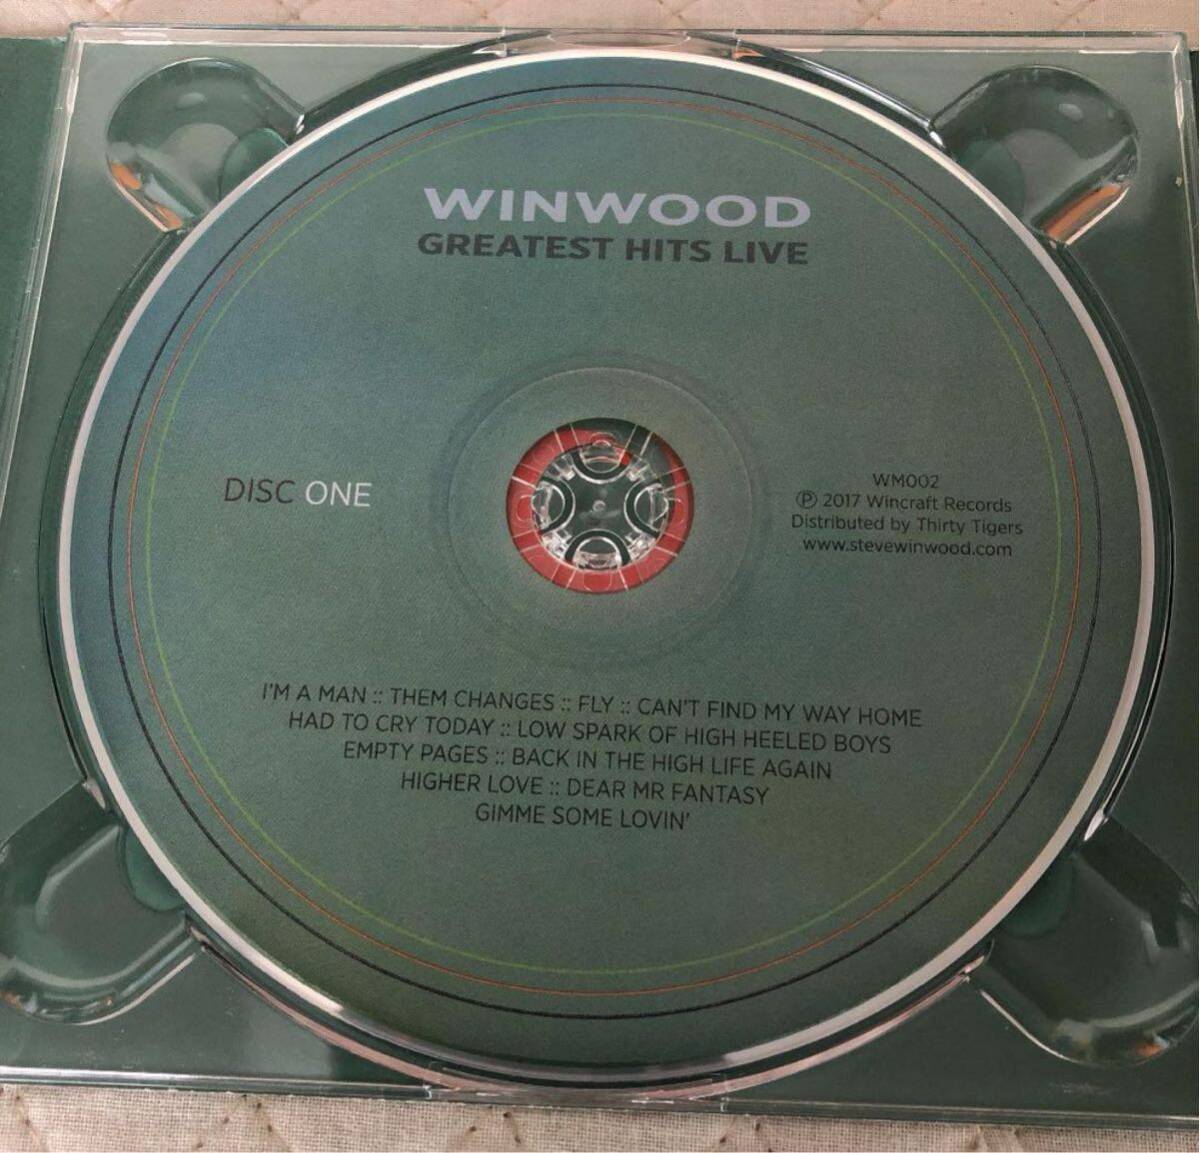 WINWOOD
GREATEST HITS LIVE
DISC ONE
WM002
℗ 2017 Wincraft Records
Distributed by Thirty Tigers
www.stevewinwood.com
I'M A MAN :: THEM CHANGES :: FLY :: CAN'T FIND MY WAY HOME
HAD TO CRY TODAY :: LOW SPARK OF HIGH HEELED BOYS
EMPTY PAGES :: BACK IN THE HIGH LIFE AGAIN
HIGHER LOVE :: DEAR MR FANTASY
GIMME SOME LOVIN'